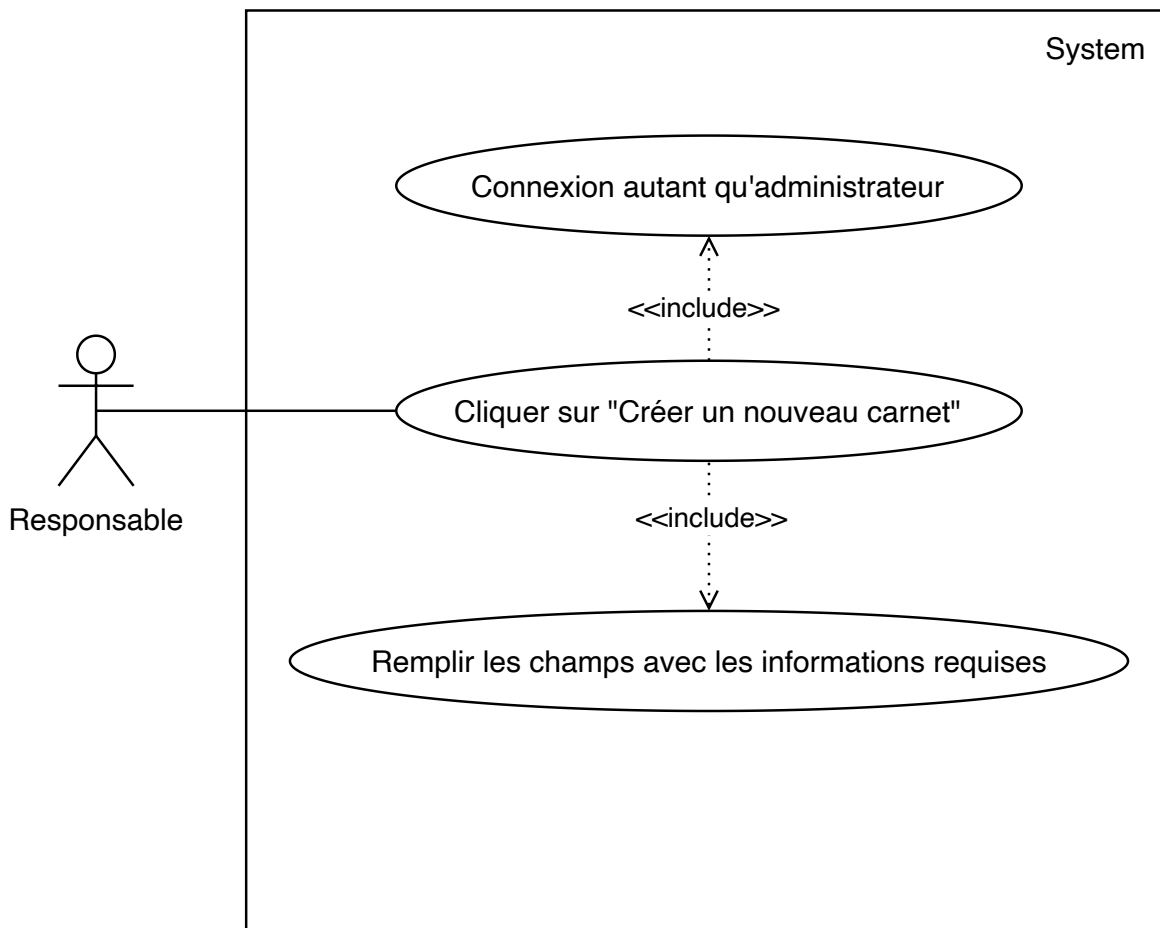 System
Connexion autant qu'administrateur
<<include>>
Cliquer sur "Créer un nouveau carnet"
Responsable
<<include>>
Remplir les champs avec les informations requises